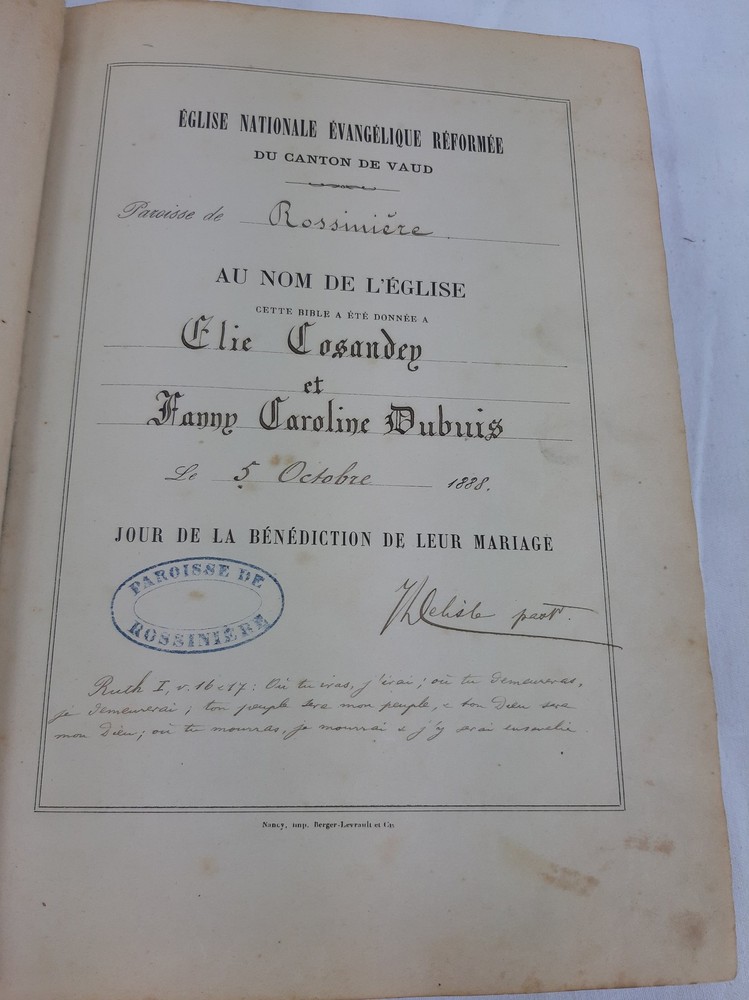 ÉGLISE NATIONALE ÉVANGÉLIQUE RÉFORMÉE
DU CANTON DE VAUD
Paroisse de Rossinière.
AU NOM DE L'ÉGLISE
CETTE BIBLE A ÉTÉ DONNÉE A
Elie Cosandey
et
Fanny Caroline Dubuis
Le 5 Octobre 1888.
JOUR DE LA BÉNÉDICTION DE LEUR MARIAGE
PAROISSE DE
ROSSINIÈRE
Delisle past.
Ruth I, v. 16 e 17: Où tu iras, j'irai; où tu demeureras,
je demeurerai; ton peuple sera mon peuple, e ton Dieu sera
mon Dieu; où tu mourras, je mourrai e j'y serai ensevelie.
Nancy, imp. Berger-Levrault et Cie